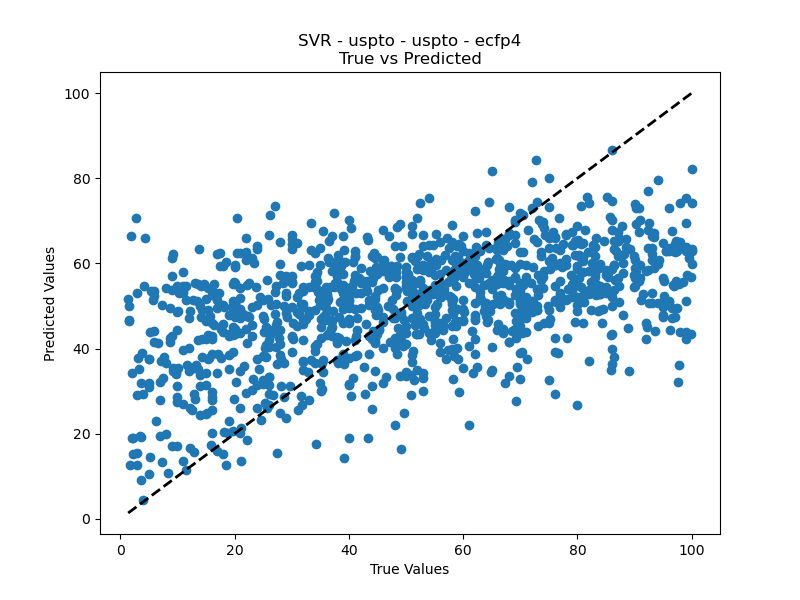 SVR - uspto - uspto - ecfp4
True vs Predicted
100
80
60
40
20
0
Predicted Values
0 20 40 60 80 100
True Values